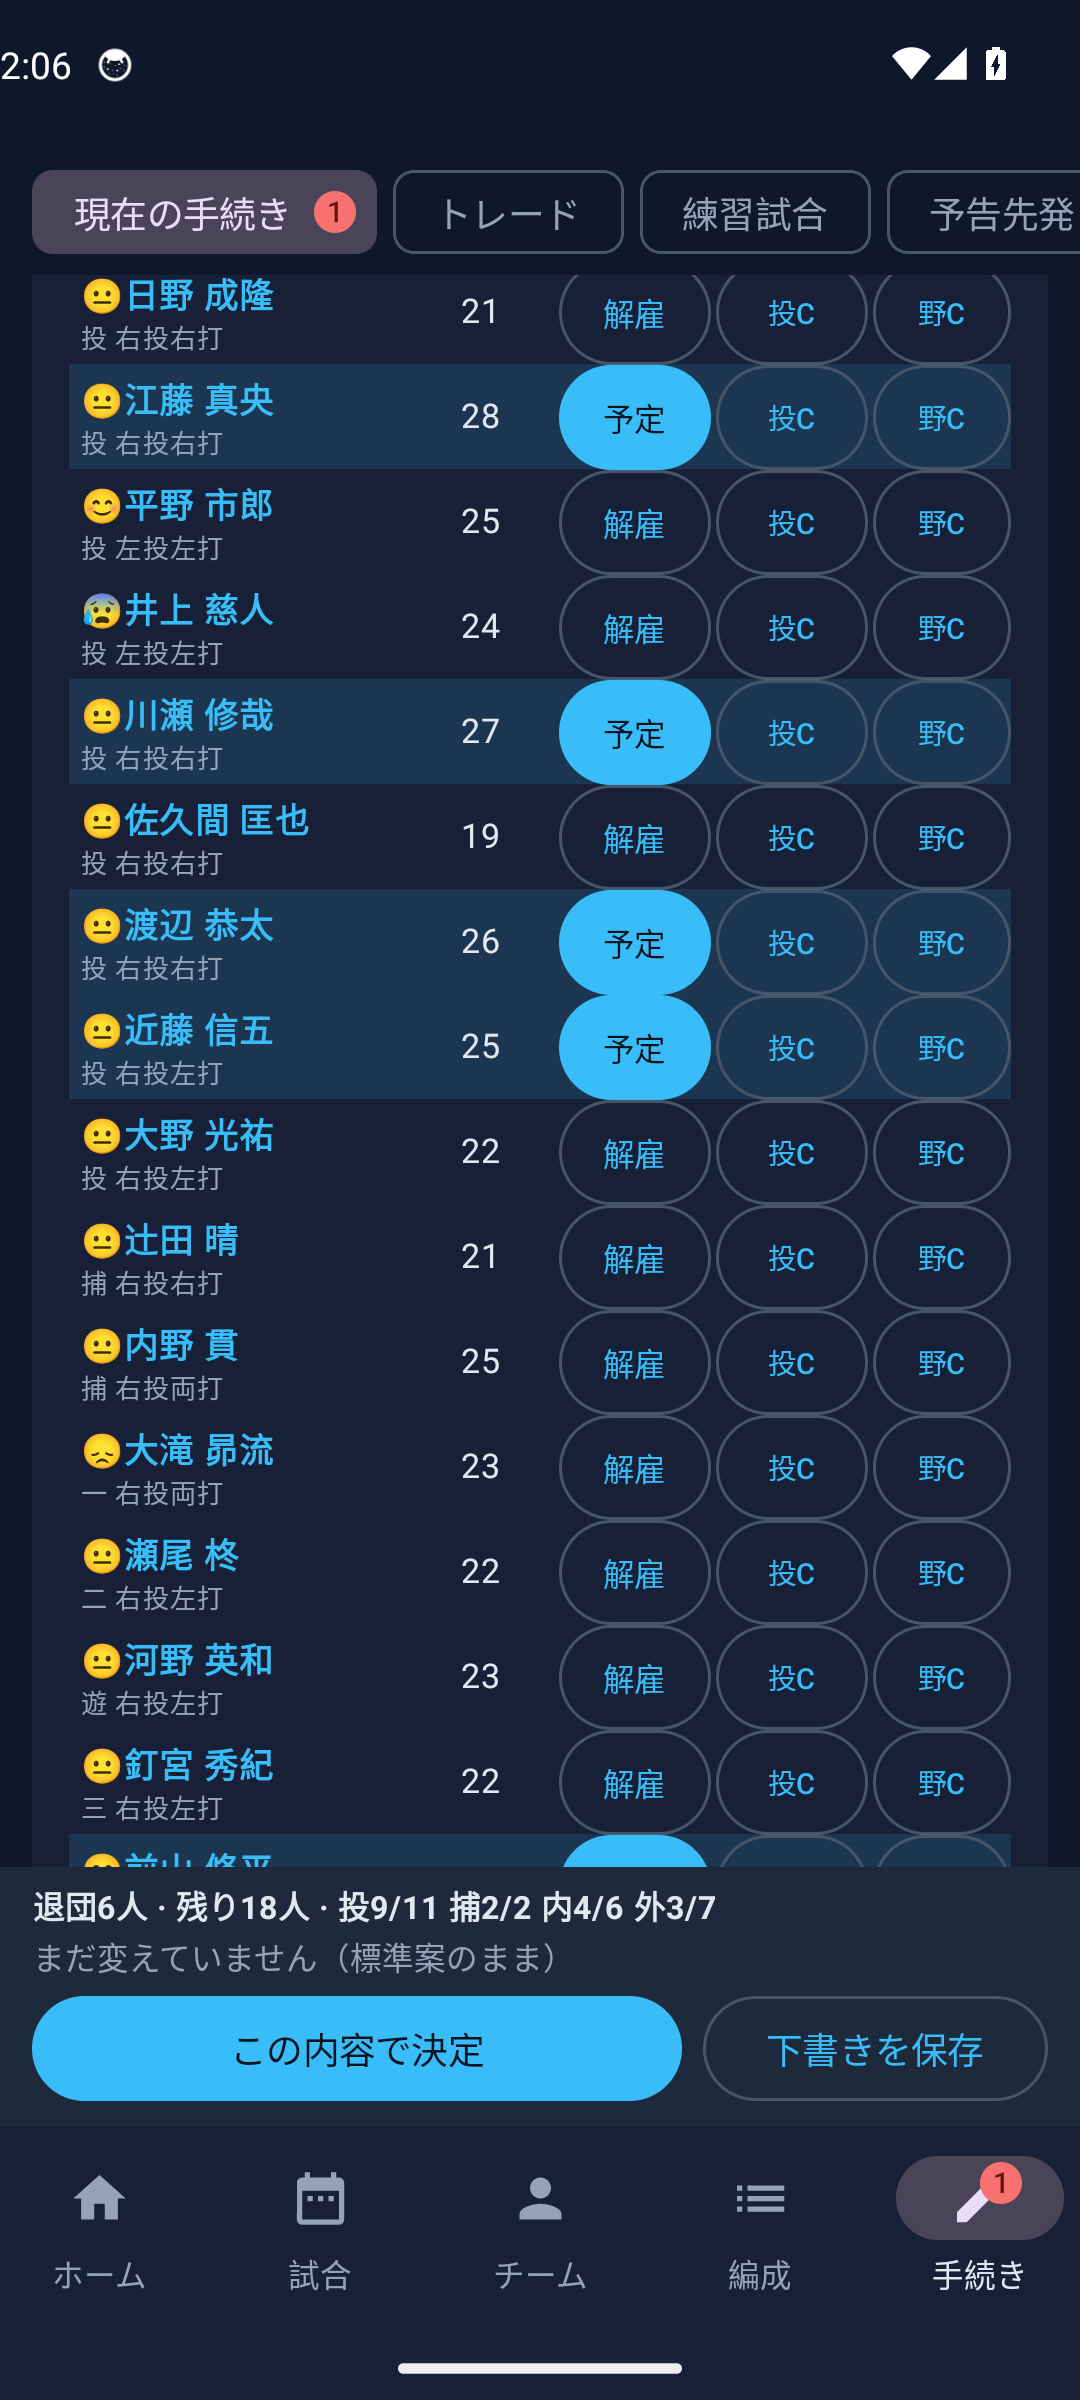 2:06
現在の手続き 1 トレード 練習試合 予告先発
日野 成隆 21 解雇 投C 野C
投 右投右打
江藤 真央 28 予定 投C 野C
投 右投右打
平野 市郎 25 解雇 投C 野C
投 左投左打
井上 慈人 24 解雇 投C 野C
投 左投左打
川瀬 修哉 27 予定 投C 野C
投 右投右打
佐久間 匡也 19 解雇 投C 野C
投 右投右打
渡辺 恭太 26 予定 投C 野C
投 右投右打
近藤 信五 25 予定 投C 野C
投 右投左打
大野 光祐 22 解雇 投C 野C
投 右投左打
辻田 晴 21 解雇 投C 野C
捕 右投右打
内野 貫 25 解雇 投C 野C
捕 右投両打
大滝 昴流 23 解雇 投C 野C
一 右投両打
瀬尾 柊 22 解雇 投C 野C
二 右投左打
河野 英和 23 解雇 投C 野C
遊 右投左打
釘宮 秀紀 22 解雇 投C 野C
三 右投左打
退団6人 · 残り18人 · 投9/11 捕2/2 内4/6 外3/7
まだ変えていません（標準案のまま）
この内容で決定 下書きを保存
1
ホーム 試合 チーム 編成 手続き